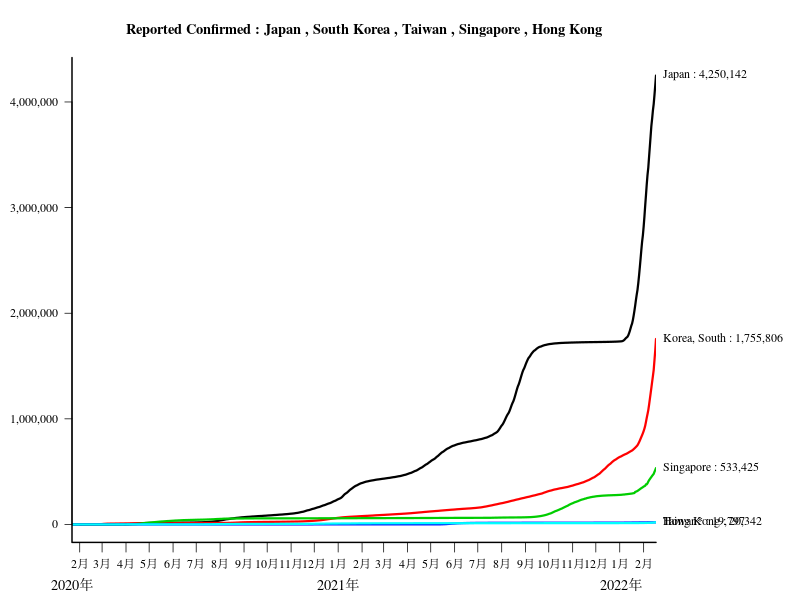 Reported Confirmed : Japan , South Korea , Taiwan , Singapore , Hong Kong
Japan : 4,250,142
4,000,000
3,000,000
2,000,000
Korea, South : 1,755,806
1,000,000
Singapore : 533,425
0
2月 3月 4月 5月 6月 7月 8月 9月 10月 11月 12月 1月 2月 3月 4月 5月 6月 7月 8月 9月 10月 11月 12月 1月 2月
2020年 2021年 2022年